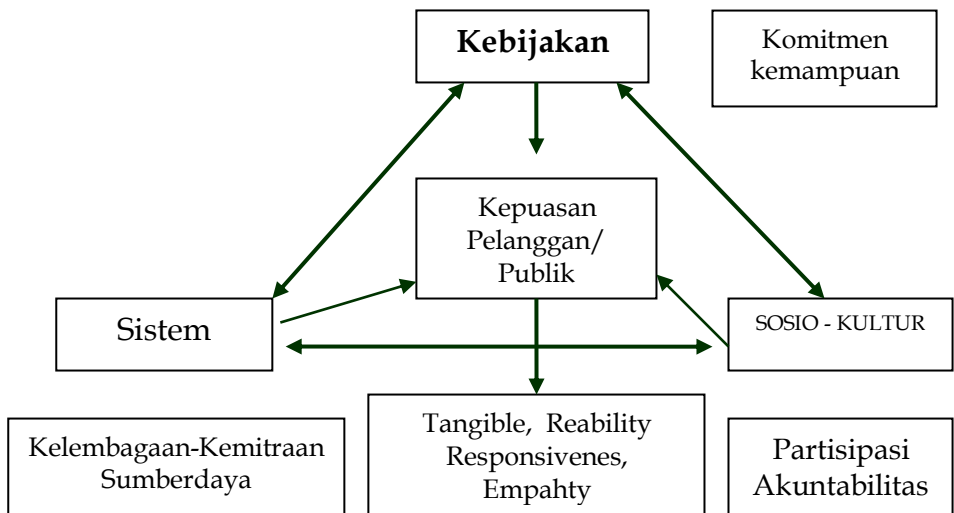 Kebijakan
Komitmen
kemampuan
Kepuasan
Pelanggan/
Publik
Sistem
SOSIO - KULTUR
Kelembagaan-Kemitraan
Sumberdaya
Tangible, Reability
Responsivenes,
Empahty
Partisipasi
Akuntabilitas